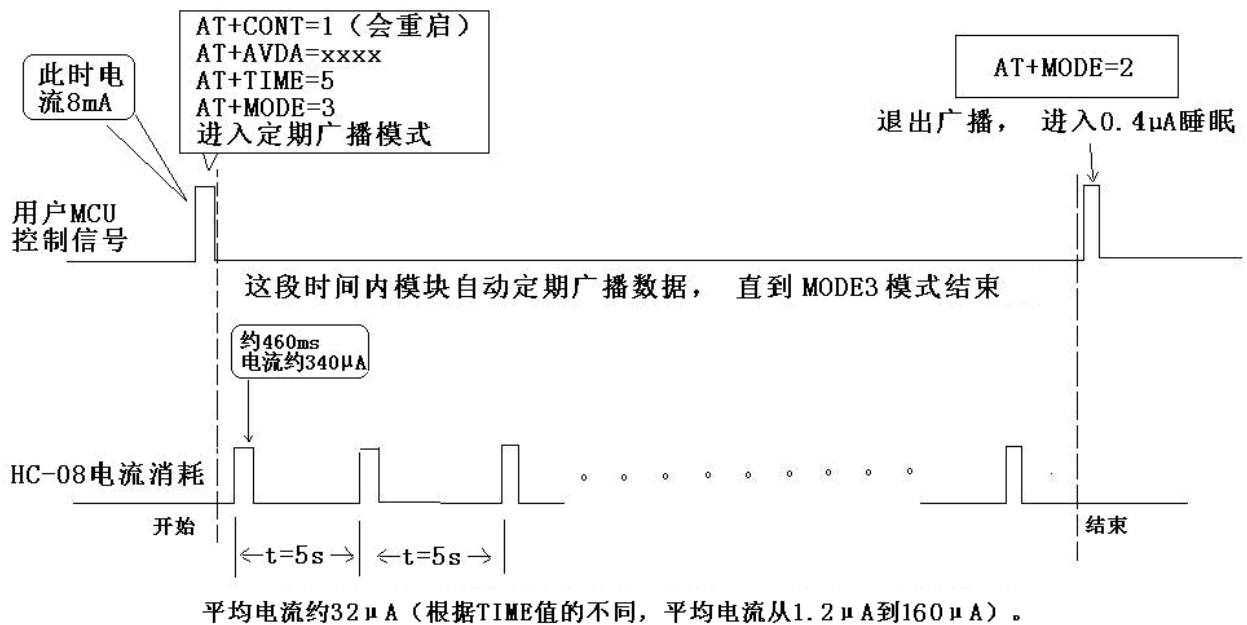 AT+CONT=1（会重启）
AT+AVDA=xxxx
AT+TIME=5
AT+MODE=3
进入定期广播模式
此时电
流8mA
AT+MODE=2
退出广播， 进入0.4μA睡眠
用户MCU
控制信号
这段时间内模块自动定期广播数据， 直到 MODE3 模式结束
约460ms
电流约340μA
HC-08电流消耗
开始
结束
t=5s
t=5s
平均电流约32μA（根据TIME值的不同，平均电流从1.2μA到160μA）。